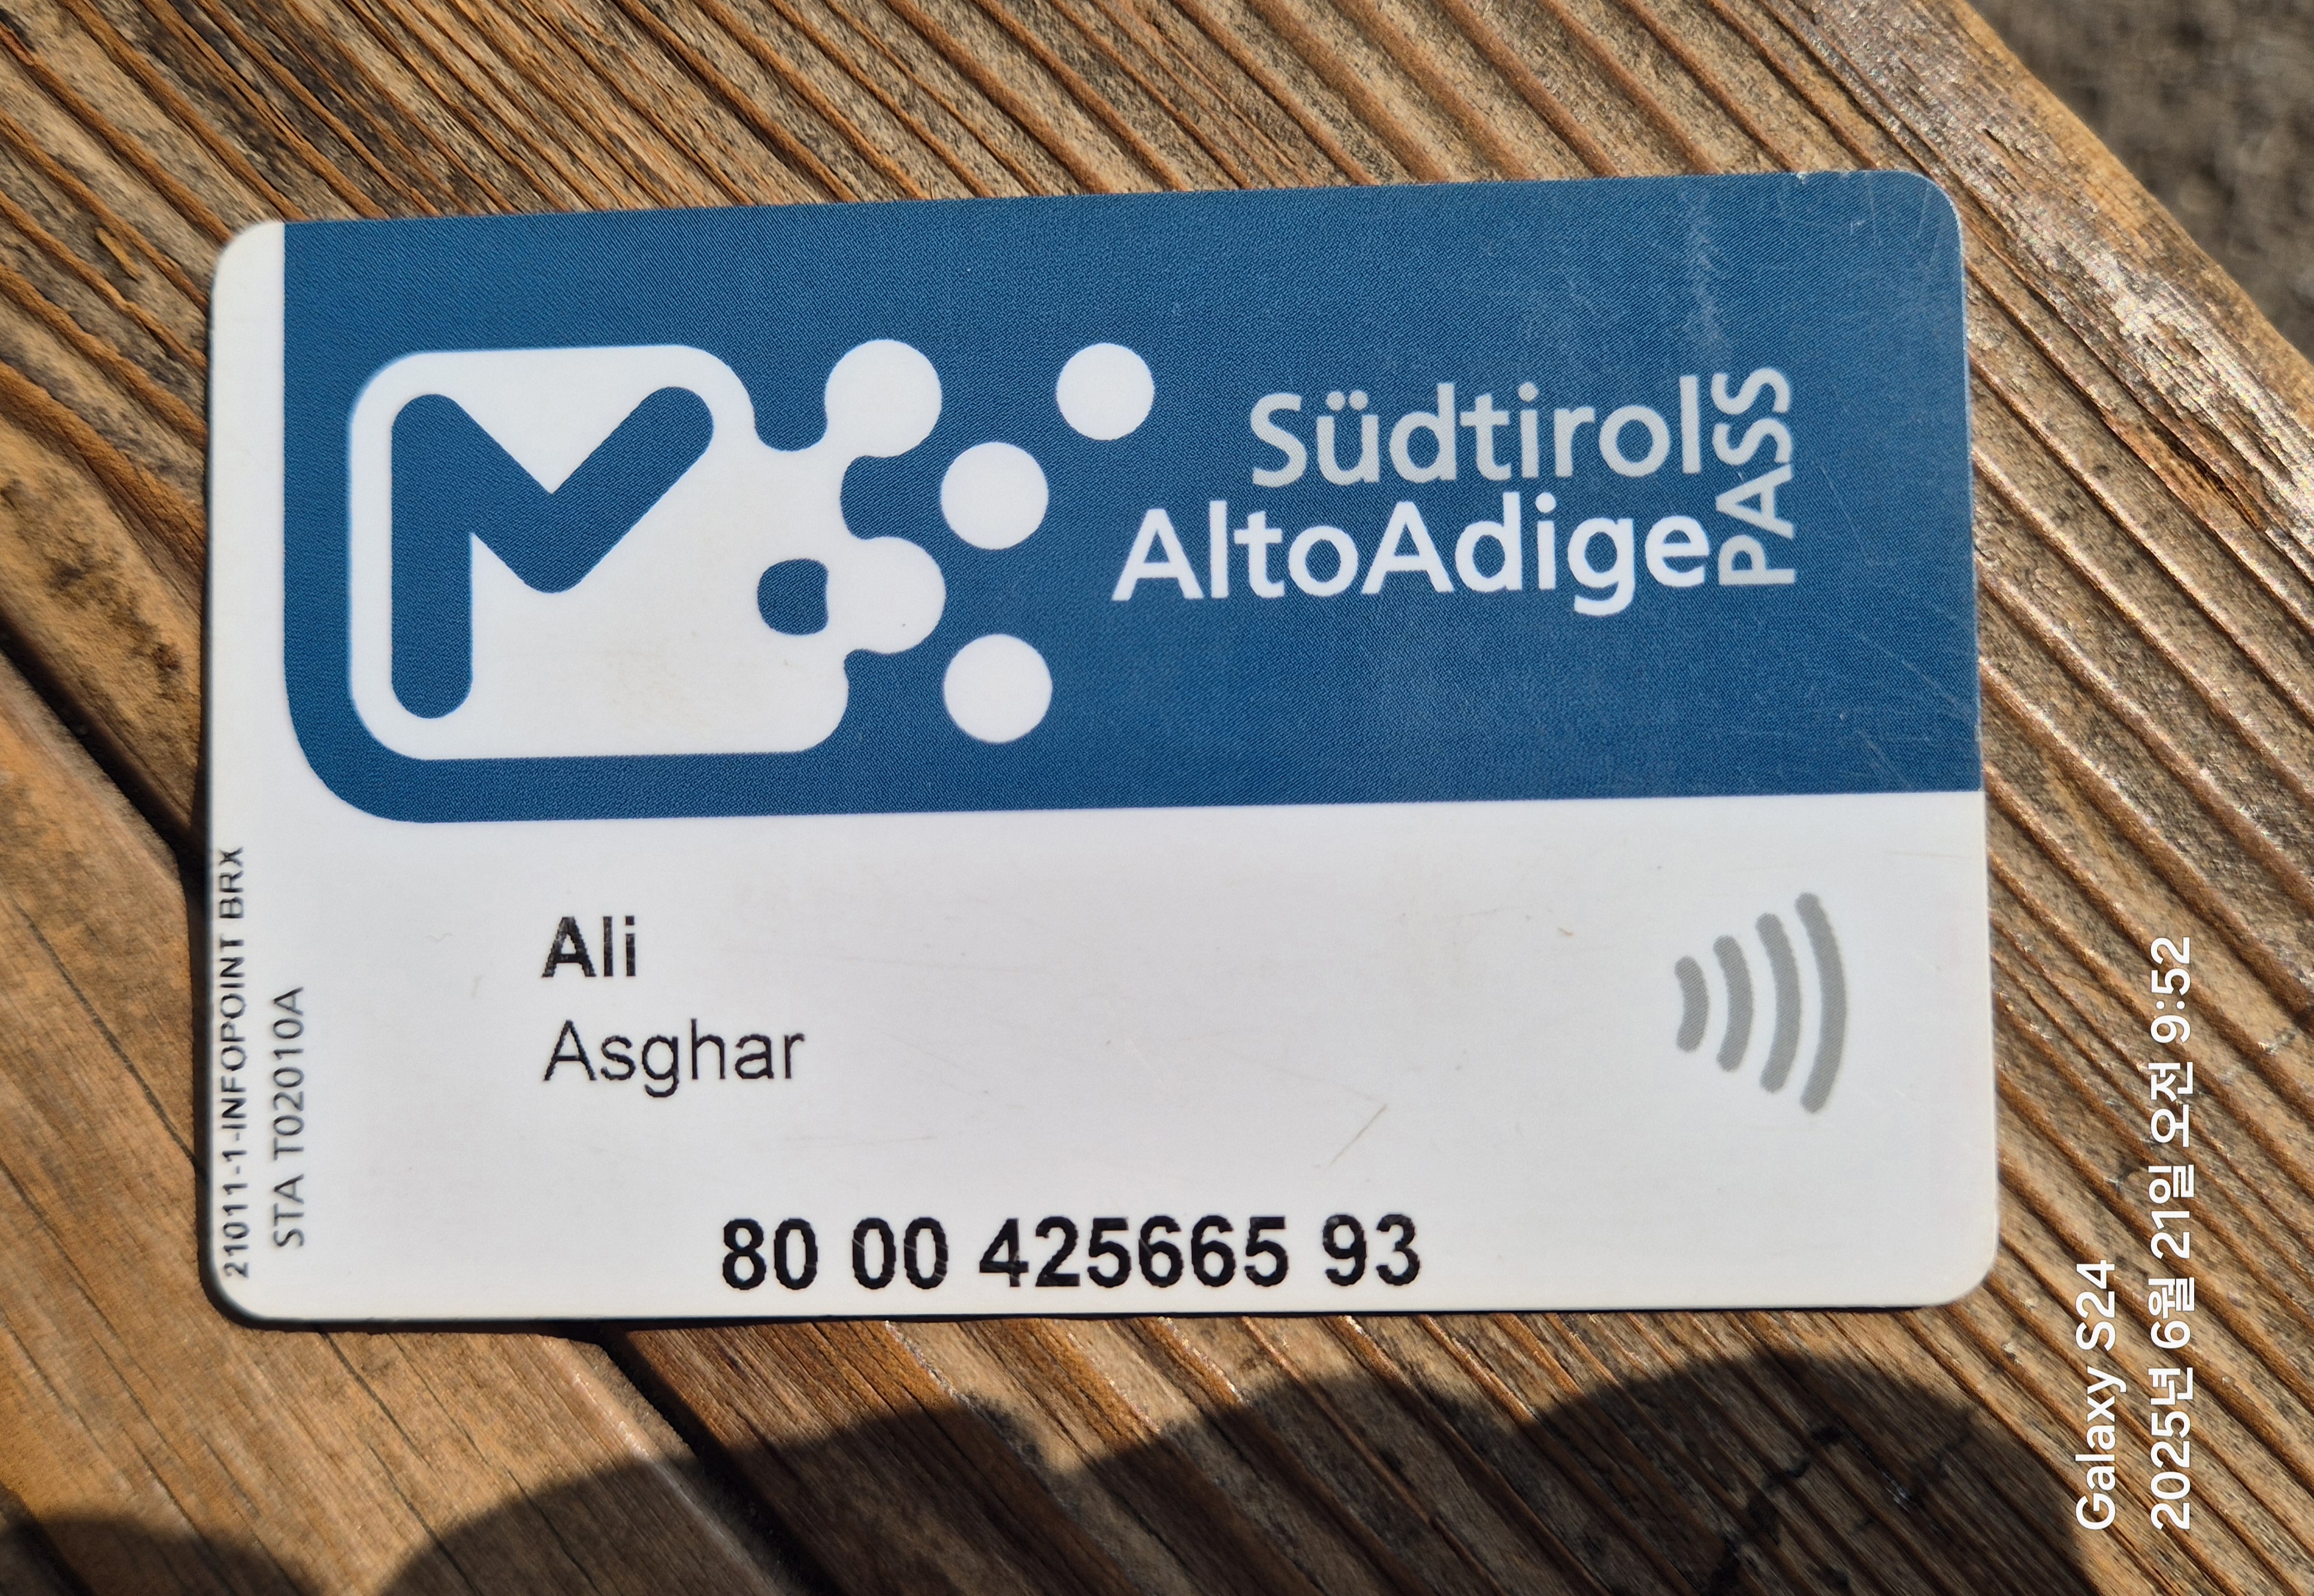 Südtirol
AltoAdige
PASS
Ali
Asghar
80 00 425665 93
21011-1-INFOPOINT BRX
STA T02010A
Galaxy S24
2025년 6월 21일 오전 9:52